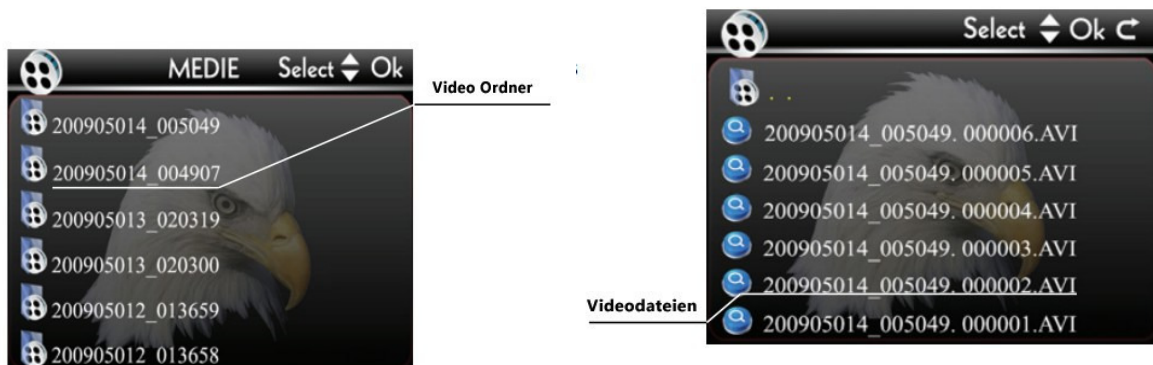 MEDIE Select Ok
Video Ordner
200905014_005049
200905014_004907
200905013_020319
200905013_020300
200905012_013659
200905012_013658
Select Ok
. .
200905014_005049. 000006.AVI
200905014_005049. 000005.AVI
200905014_005049. 000004.AVI
200905014_005049. 000003.AVI
200905014_005049. 000002.AVI
Videodateien
200905014_005049. 000001.AVI